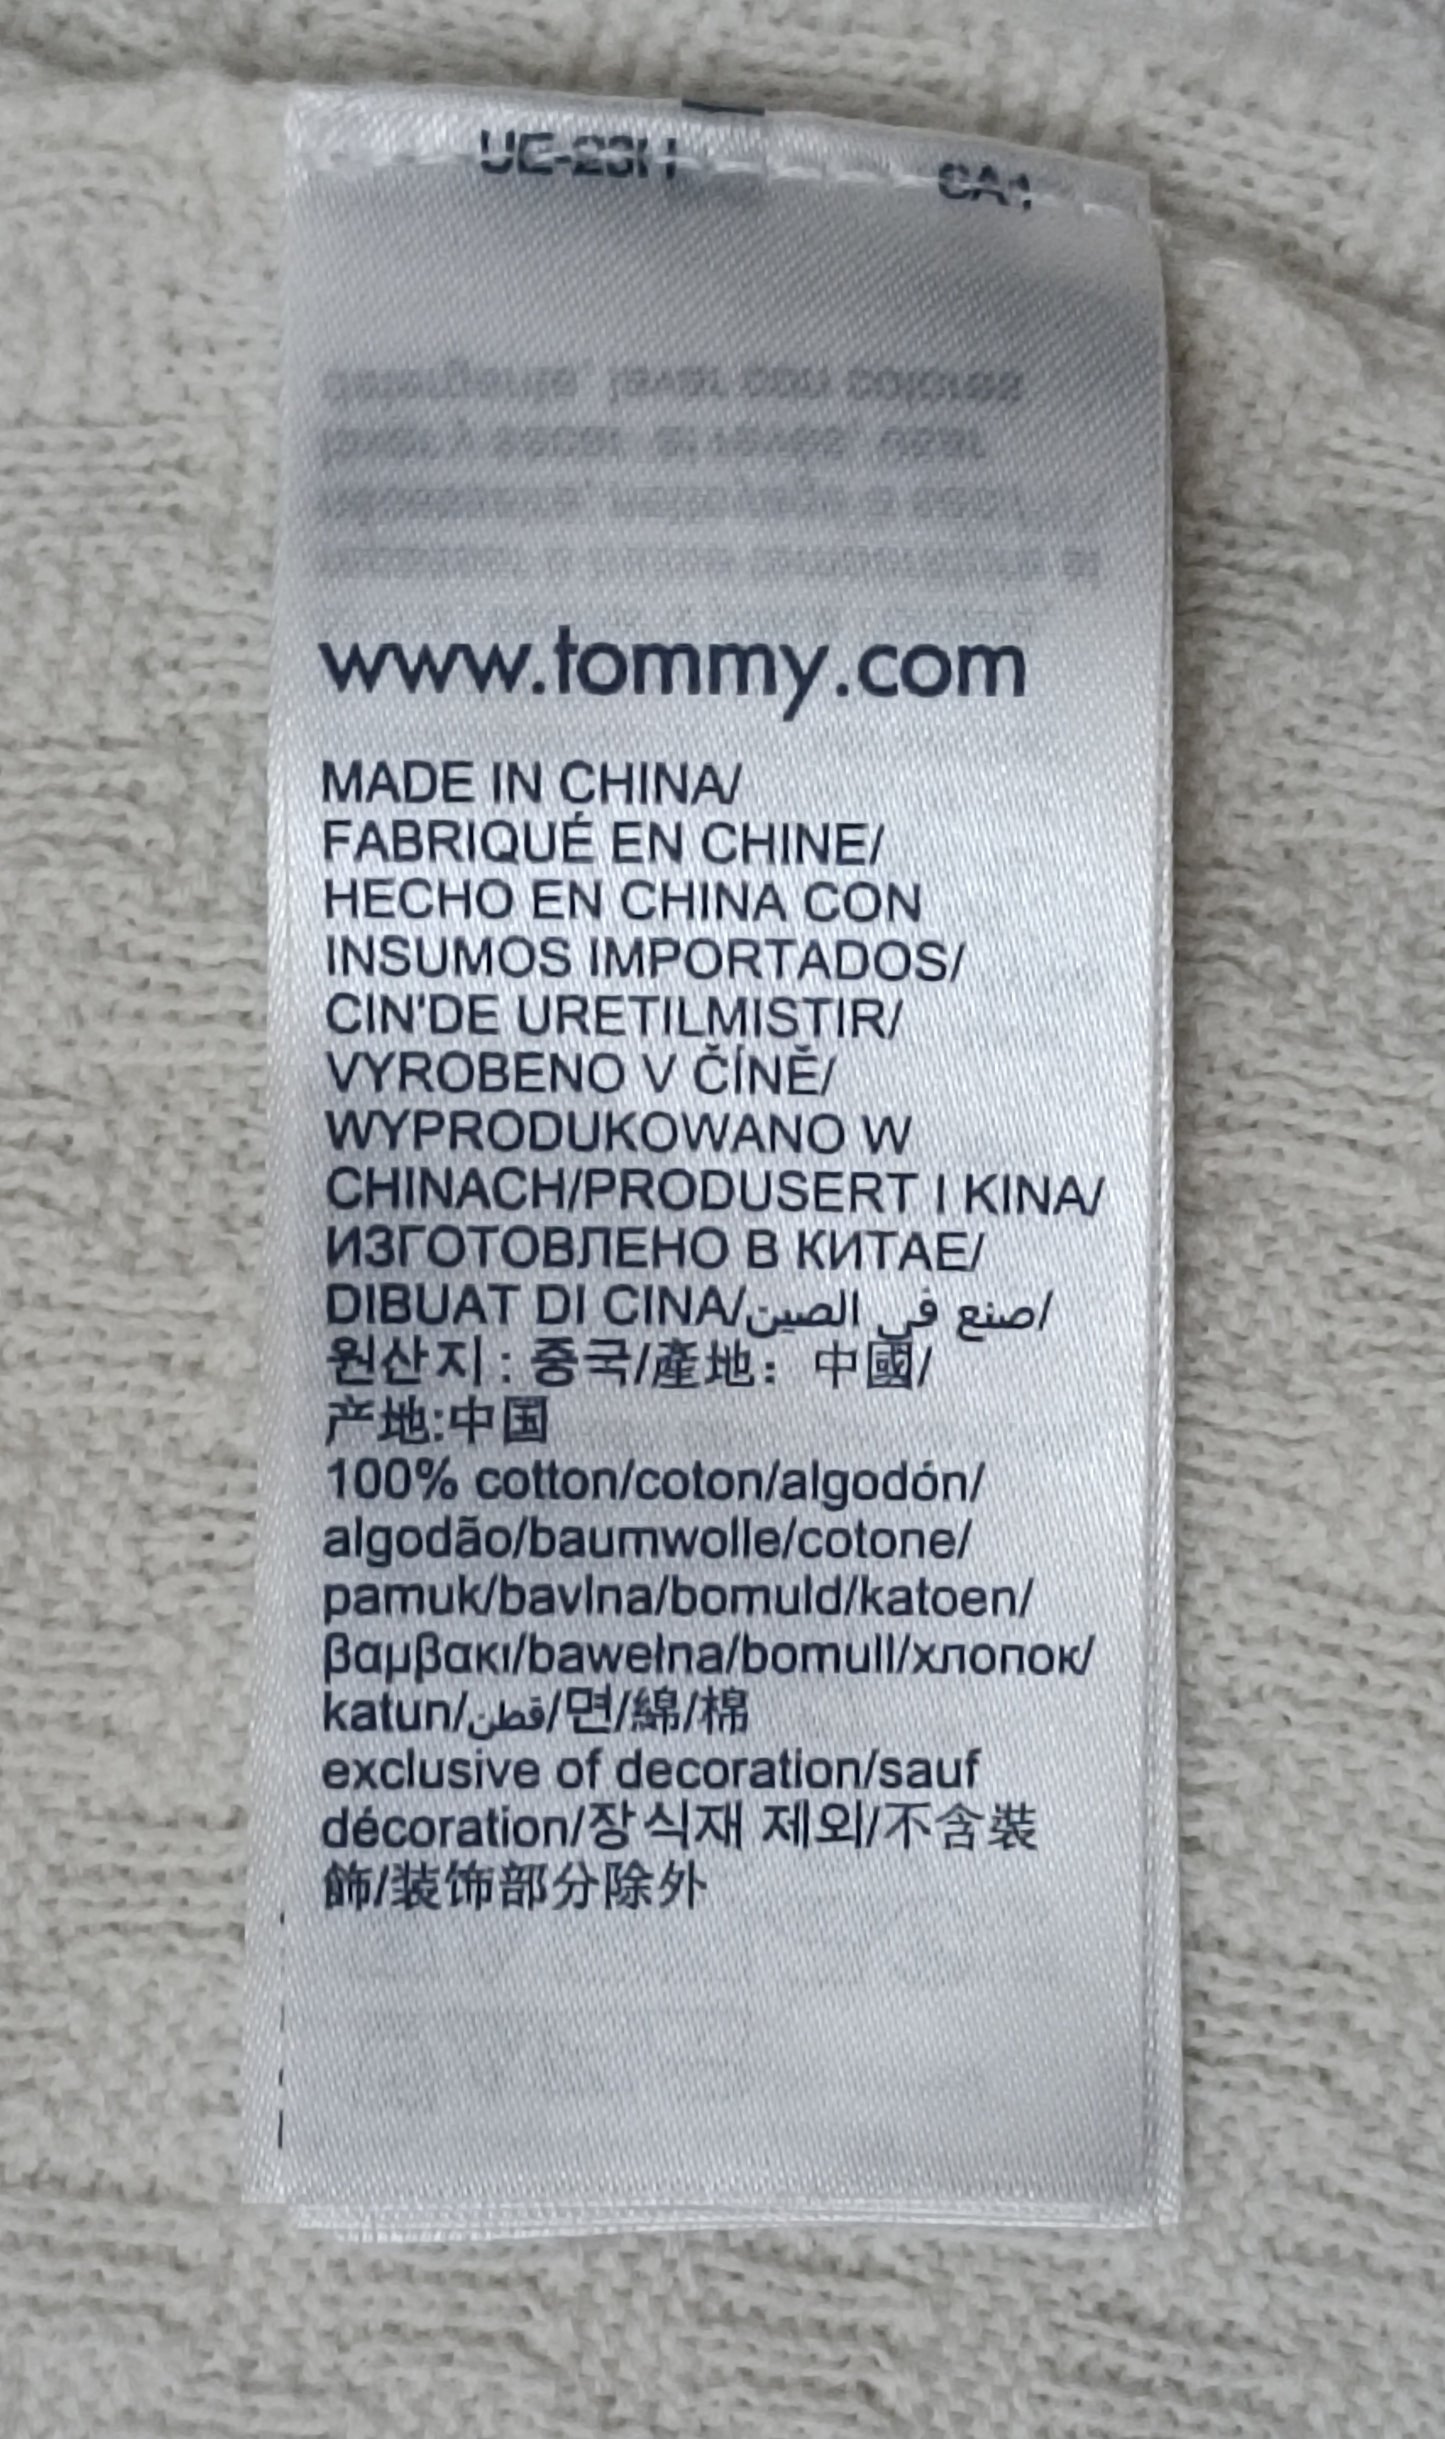 www.tommy.com
MADE IN CHINA/
FABRIQUÉ EN CHINE/
HECHO EN CHINA CON
INSUMOS IMPORTADOS/
CIN'DE URETILMISTIR/
VYROBENO V ČÍNĚ/
WYPRODUKOWANO W
CHINACH/PRODUSERT I KINA/
ИЗГОТОВЛЕНО В КИТАЕ/
DIBUAT DI CINA/صنع في الصين/
원산지 : 중국/產地：中國/
产地:中国
100% cotton/coton/algodón/
algodão/baumwolle/cotone/
pamuk/bavlna/bomuld/katoen/
βαμβακι/bawełna/bomull/хлопок/
katun/قطن/면/綿/棉
exclusive of decoration/sauf
décoration/장식재 제외/不含裝
飾/装饰部分除外